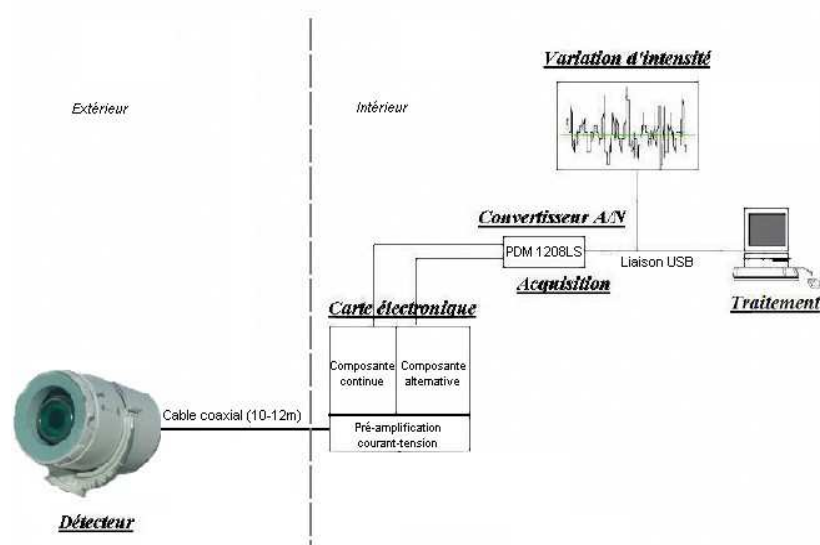 Variation d'intensité
Extérieur
Intérieur
Convertisseur A/N
PDM 1208LS
Liaison USB
Acquisition
Traitement
Carte électronique
Composante
continue
Composante
alternative
Cable coaxial (10-12m)
Pré-amplification
courant-tension
Détecteur